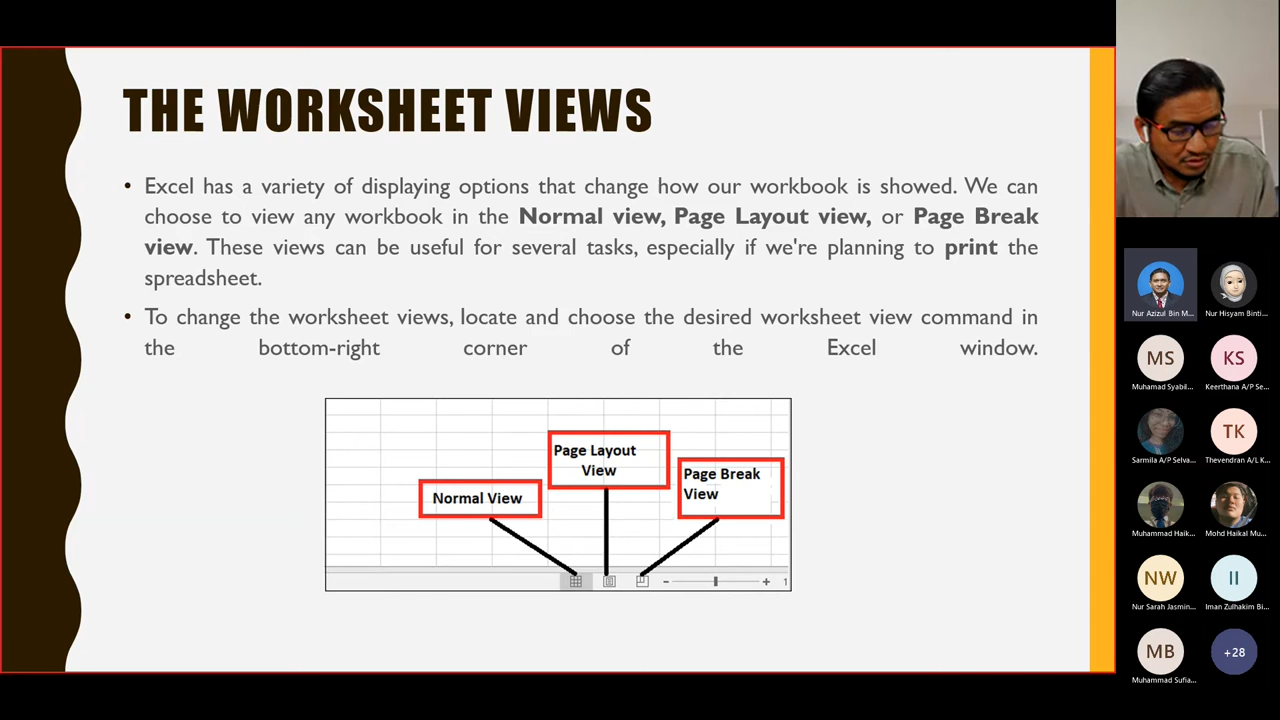 THE WORKSHEET VIEWS
• Excel has a variety of displaying options that change how our workbook is showed. We can
choose to view any workbook in the Normal view, Page Layout view, or Page Break
view. These views can be useful for several tasks, especially if we're planning to print the
spreadsheet.
• To change the worksheet views, locate and choose the desired worksheet view command in
the bottom-right corner of the Excel window.
Page Layout
View
Page Break
View
Normal View
1
Nur Azizul Bin M...
Nur Hisyam Binti...
MS
KS
Muhamad Syabil...
Keerthana A/P Se...
TK
Sarmila A/P Selva...
Thevendran A/L K...
Muhammad Haik...
Mohd Haikal Mu...
NW
II
Nur Sarah Jasmin...
Iman Zulhakim Bi...
MB
+28
Muhammad Sufia...